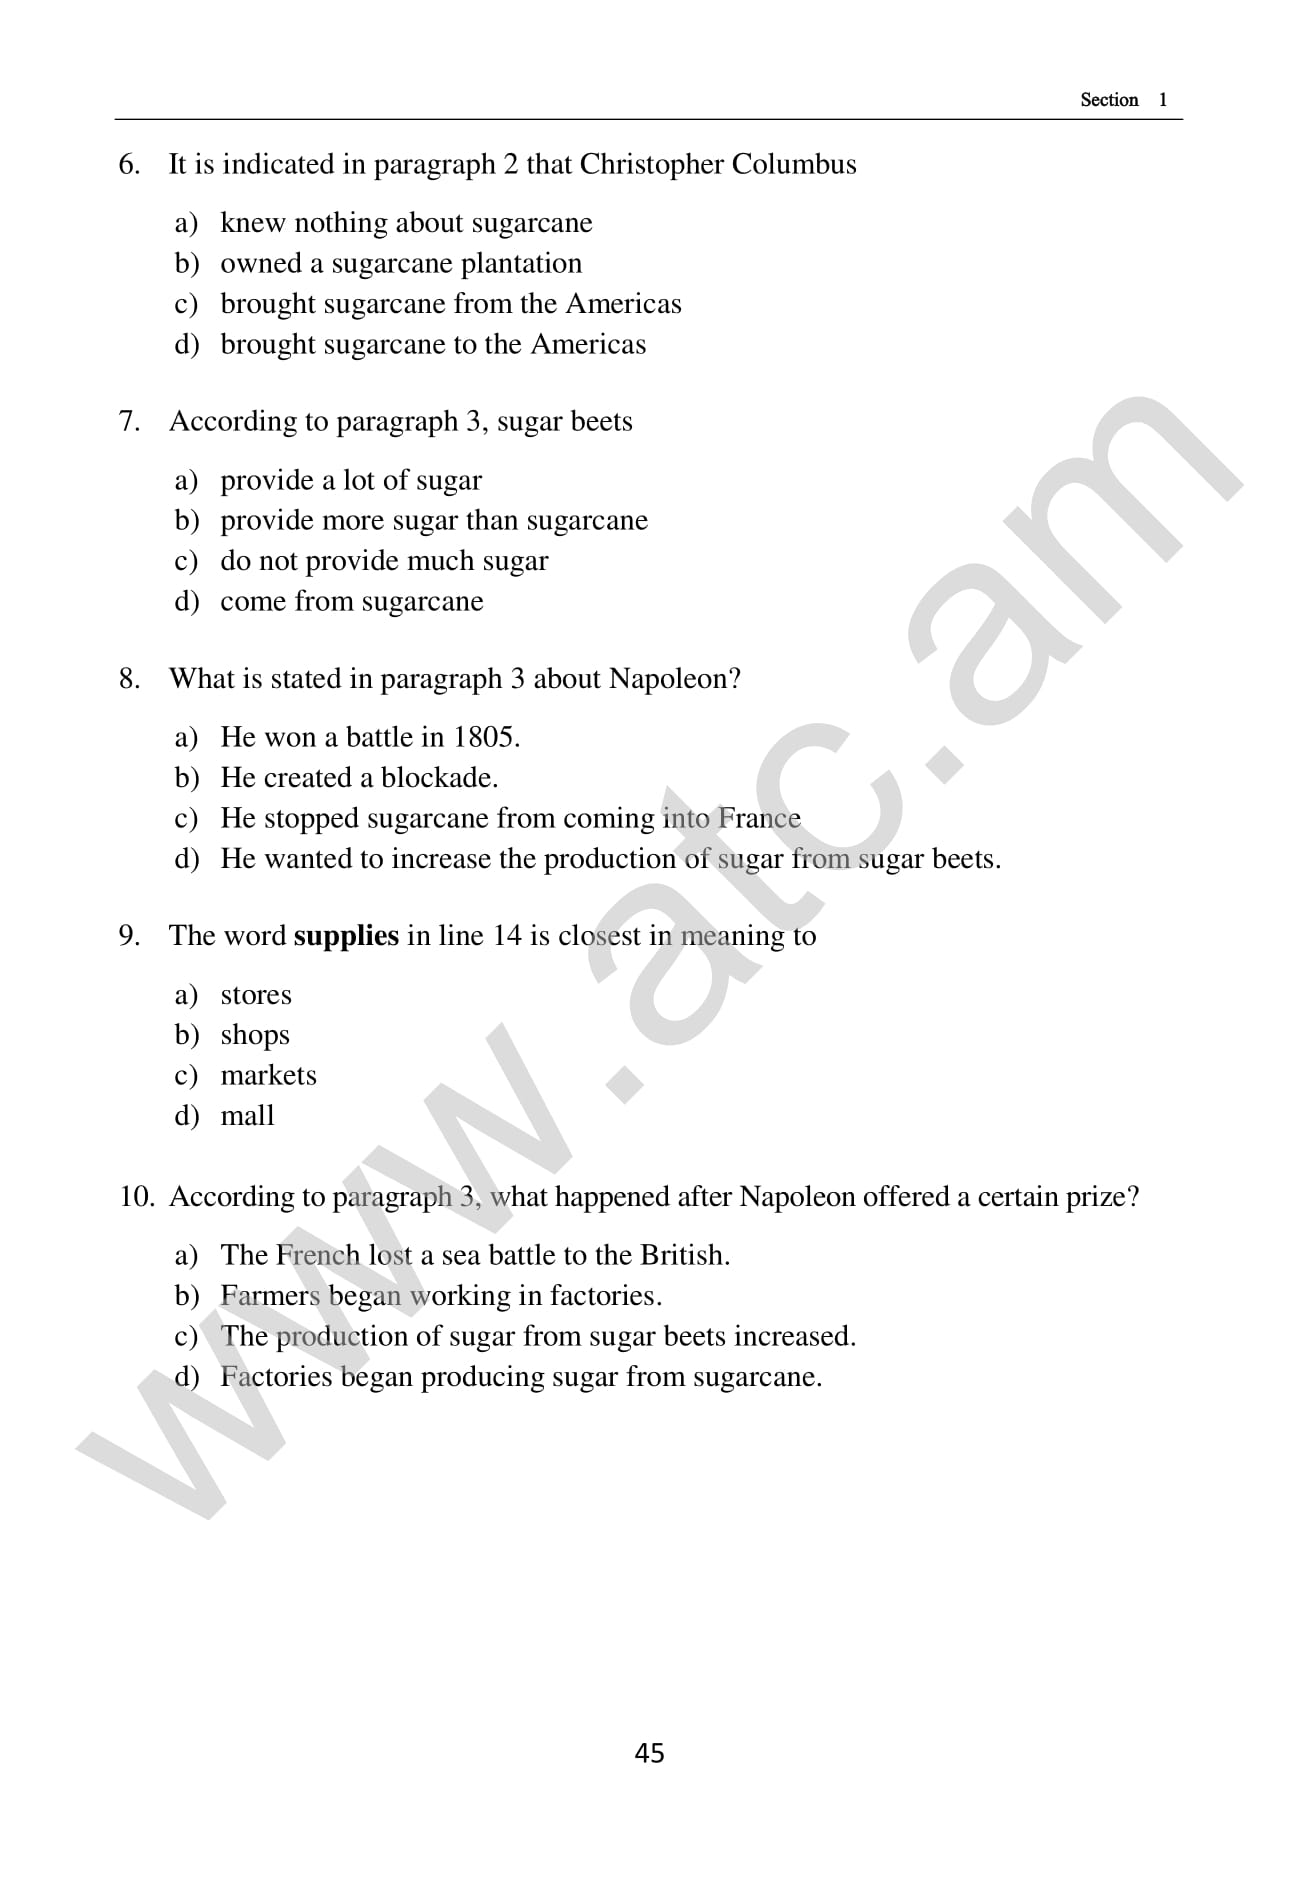 Section 1
6. It is indicated in paragraph 2 that Christopher Columbus
a) knew nothing about sugarcane
b) owned a sugarcane plantation
c) brought sugarcane from the Americas
d) brought sugarcane to the Americas
7. According to paragraph 3, sugar beets
a) provide a lot of sugar
b) provide more sugar than sugarcane
c) do not provide much sugar
d) come from sugarcane
8. What is stated in paragraph 3 about Napoleon?
a) He won a battle in 1805.
b) He created a blockade.
c) He stopped sugarcane from coming into France
d) He wanted to increase the production of sugar from sugar beets.
9. The word supplies in line 14 is closest in meaning to
a) stores
b) shops
c) markets
d) mall
10. According to paragraph 3, what happened after Napoleon offered a certain prize?
a) The French lost a sea battle to the British.
b) Farmers began working in factories.
c) The production of sugar from sugar beets increased.
d) Factories began producing sugar from sugarcane.
45
www.atc.am